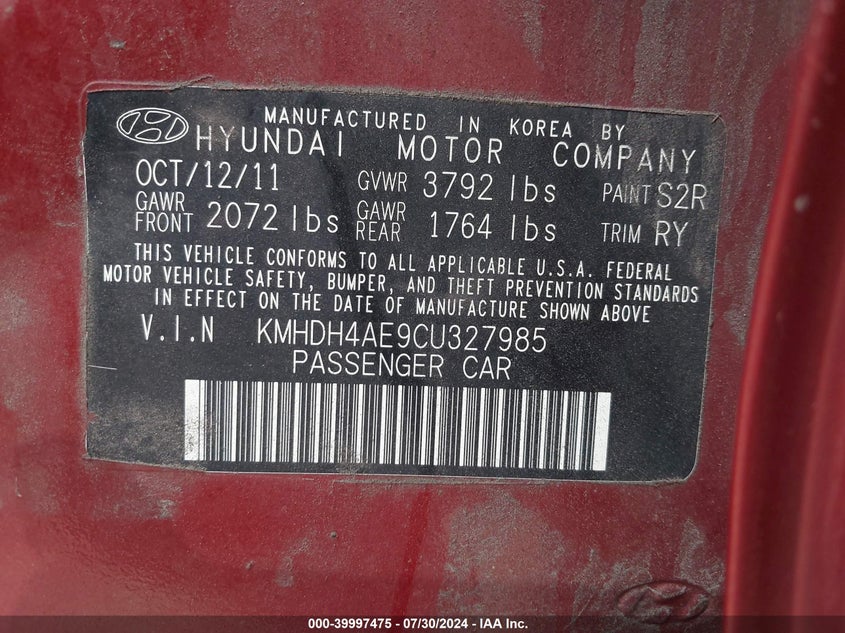 MANUFACTURED IN KOREA BY
HYUNDAI MOTOR COMPANY
OCT/12/11 GVWR 3792 lbs PAINT S2R
GAWR FRONT 2072 lbs GAWR REAR 1764 lbs TRIM RY
THIS VEHICLE CONFORMS TO ALL APPLICABLE U.S.A. FEDERAL
MOTOR VEHICLE SAFETY, BUMPER, AND THEFT PREVENTION STANDARDS
IN EFFECT ON THE DATE OF MANUFACTURE SHOWN ABOVE
V.I.N KMHDH4AE9CU327985
PASSENGER CAR
000-39997475 - 07/30/2024 - IAA Inc.